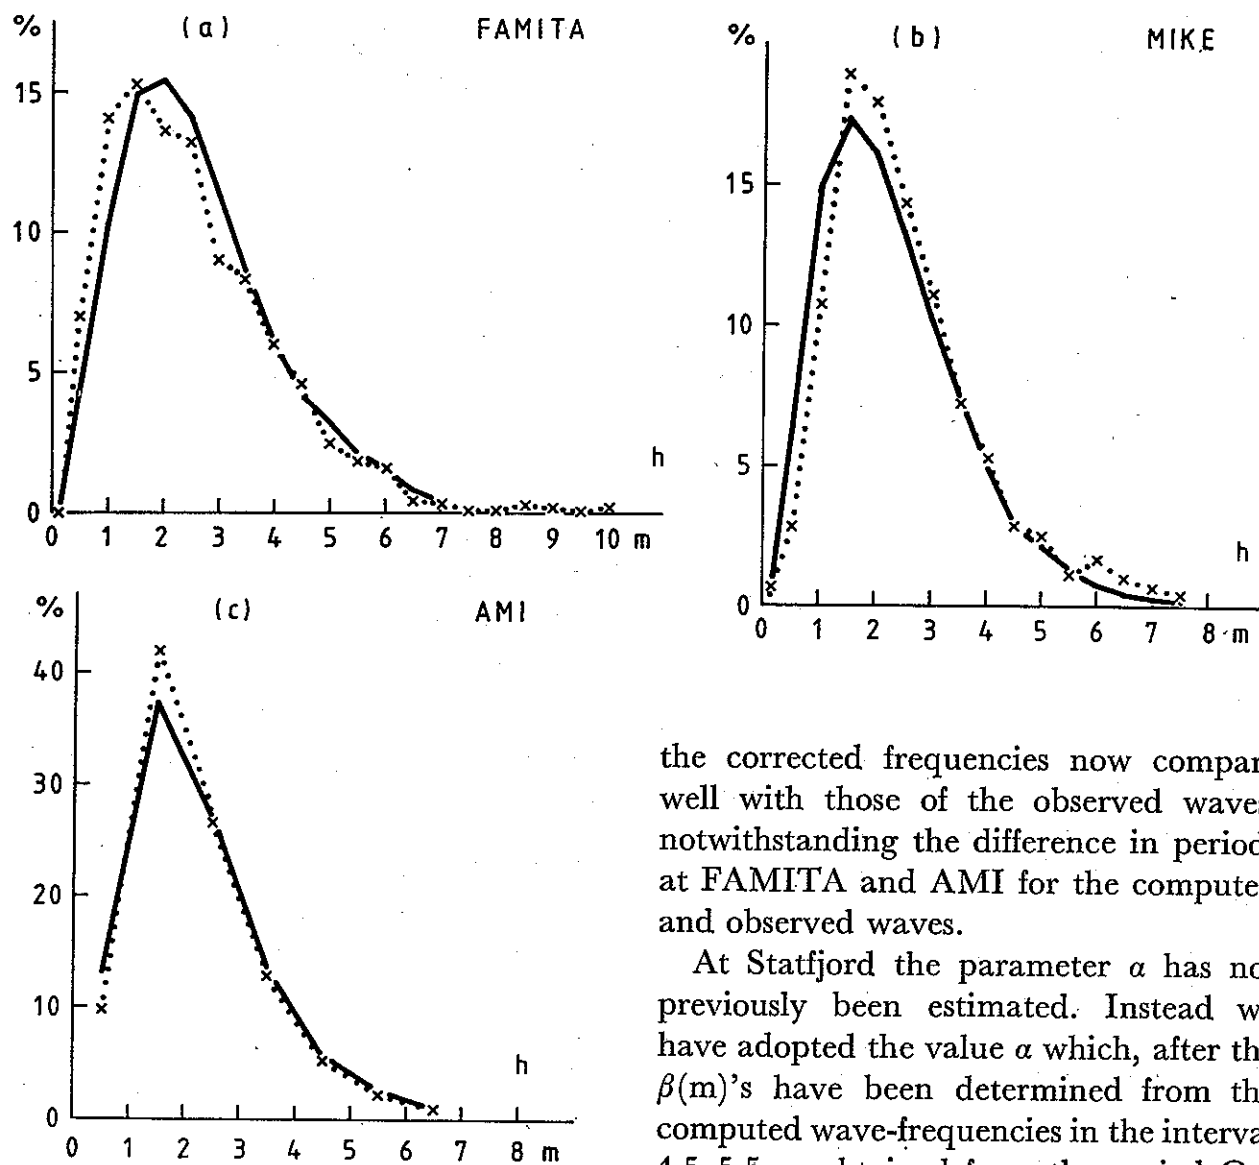 % (a) FAMITA
15
10
5
0
h
0 1 2 3 4 5 6 7 8 9 10 m
% (b) MIKE
15
10
5
0
h
0 1 2 3 4 5 6 7 8 m
% (c) AMI
40
30
20
10
0
h
0 1 2 3 4 5 6 7 8 m
the corrected frequencies now compar
well with those of the observed wave
notwithstanding the difference in period
at FAMITA and AMI for the compute
and observed waves.
At Statfjord the parameter α has no
previously been estimated. Instead w
have adopted the value α which, after th
β(m)'s have been determined from th
computed wave-frequencies in the interva